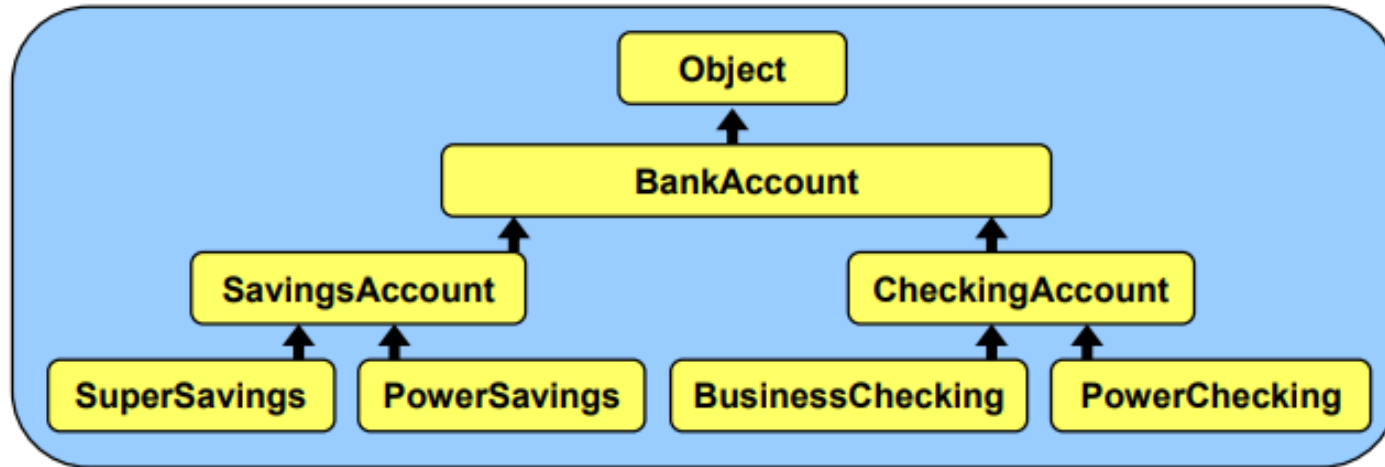 Object
BankAccount
SavingsAccount CheckingAccount
SuperSavings PowerSavings BusinessChecking PowerChecking